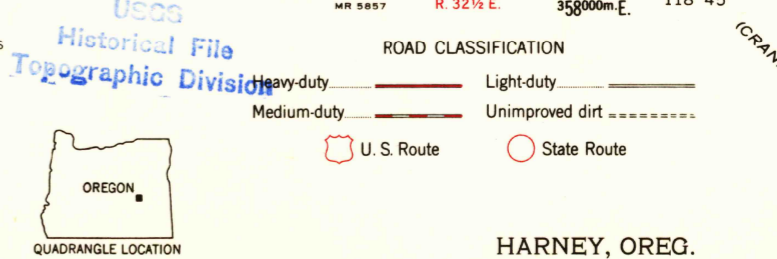 USGS
Historical File
Topographic Division
MR 5857
R. 32½ E.
358000m.E.
118°45'
(CRAN
ROAD CLASSIFICATION
Heavy-duty
Light-duty
Medium-duty
Unimproved dirt
U. S. Route
State Route
OREGON
QUADRANGLE LOCATION
HARNEY, OREG.